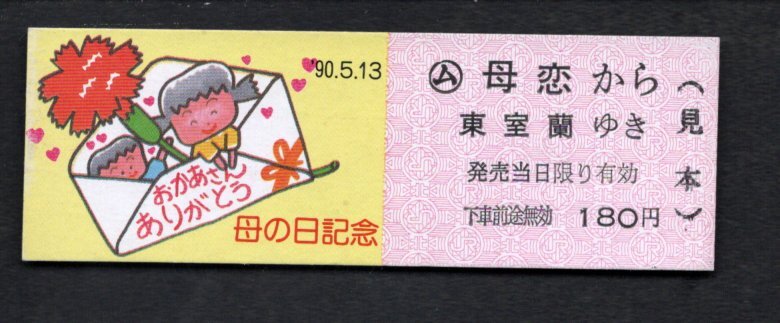 '90.5.13
おかあさん
ありがとう
母の日記念
ム 母恋から
東室蘭ゆき
発売当日限り有効
下車前途無効 180円
(見本)